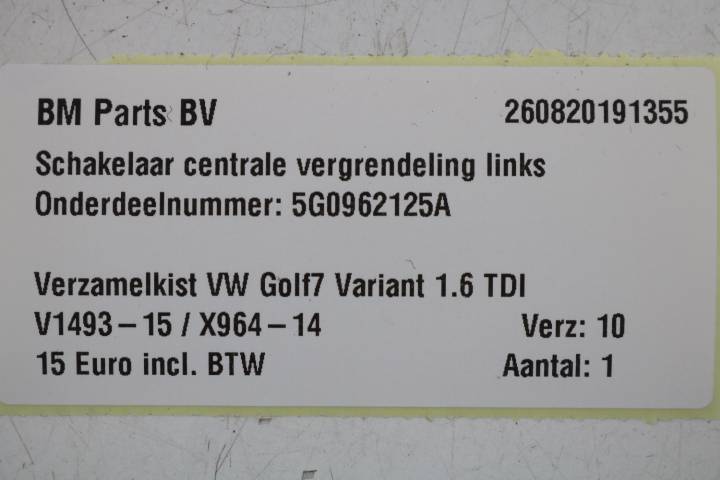 BM Parts BV 260820191355
Schakelaar centrale vergrendeling links
Onderdeelnummer: 5G0962125A
Verzamelkist VW Golf7 Variant 1.6 TDI
V1493-15 / X964-14 Verz: 10
15 Euro incl. BTW Aantal: 1